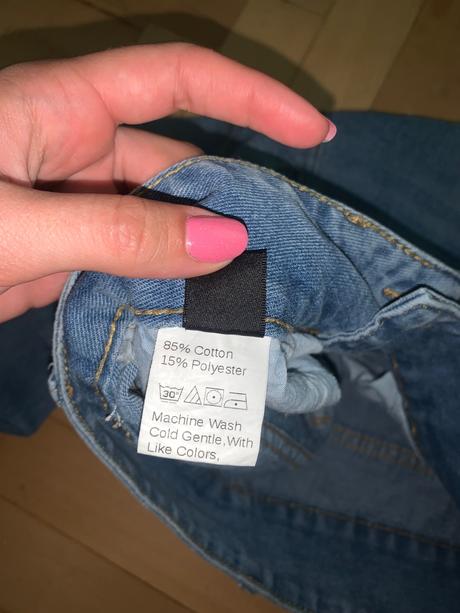 85% Cotton
15% Polyester
30°
Machine Wash
Cold Gentle,With
Like Colors,